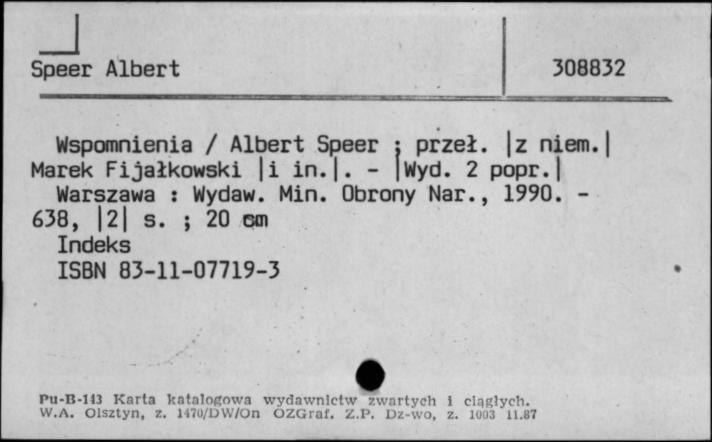 Speer Albert 308832
Wspomnienia / Albert Speer ; przeł. |z niem.|
Marek Fijałkowski |i in.|. - |Wyd. 2 popr.|
Warszawa : Wydaw. Min. Obrony Nar., 1990. -
638, |2| s. ; 20 cm
Indeks
ISBN 83-11-07719-3
Pu-B-143 Karta katalogowa wydawnictw zwartych i ciągłych.
W.A. Olsztyn, z. 1470/DW/On OZGraf. Z.P. Dz-wo, z. 1003 11.87